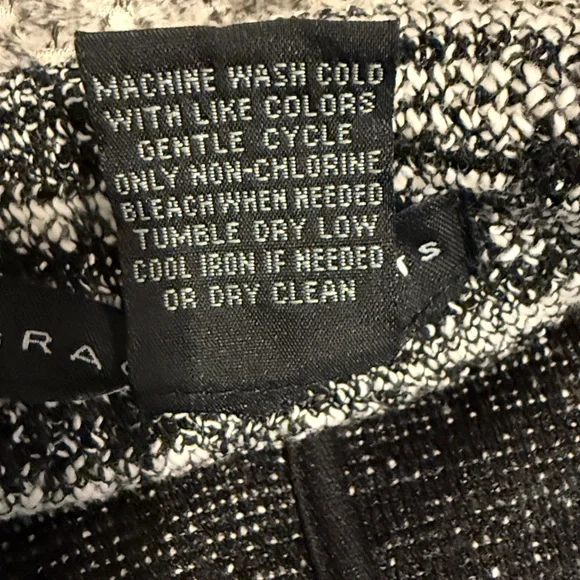 MACHINE WASH COLD
WITH LIKE COLORS
GENTLE CYCLE
ONLY NON-CHLORINE
BLEACH WHEN NEEDED
TUMBLE DRY LOW
COOL IRON IF NEEDED
OR DRY CLEAN